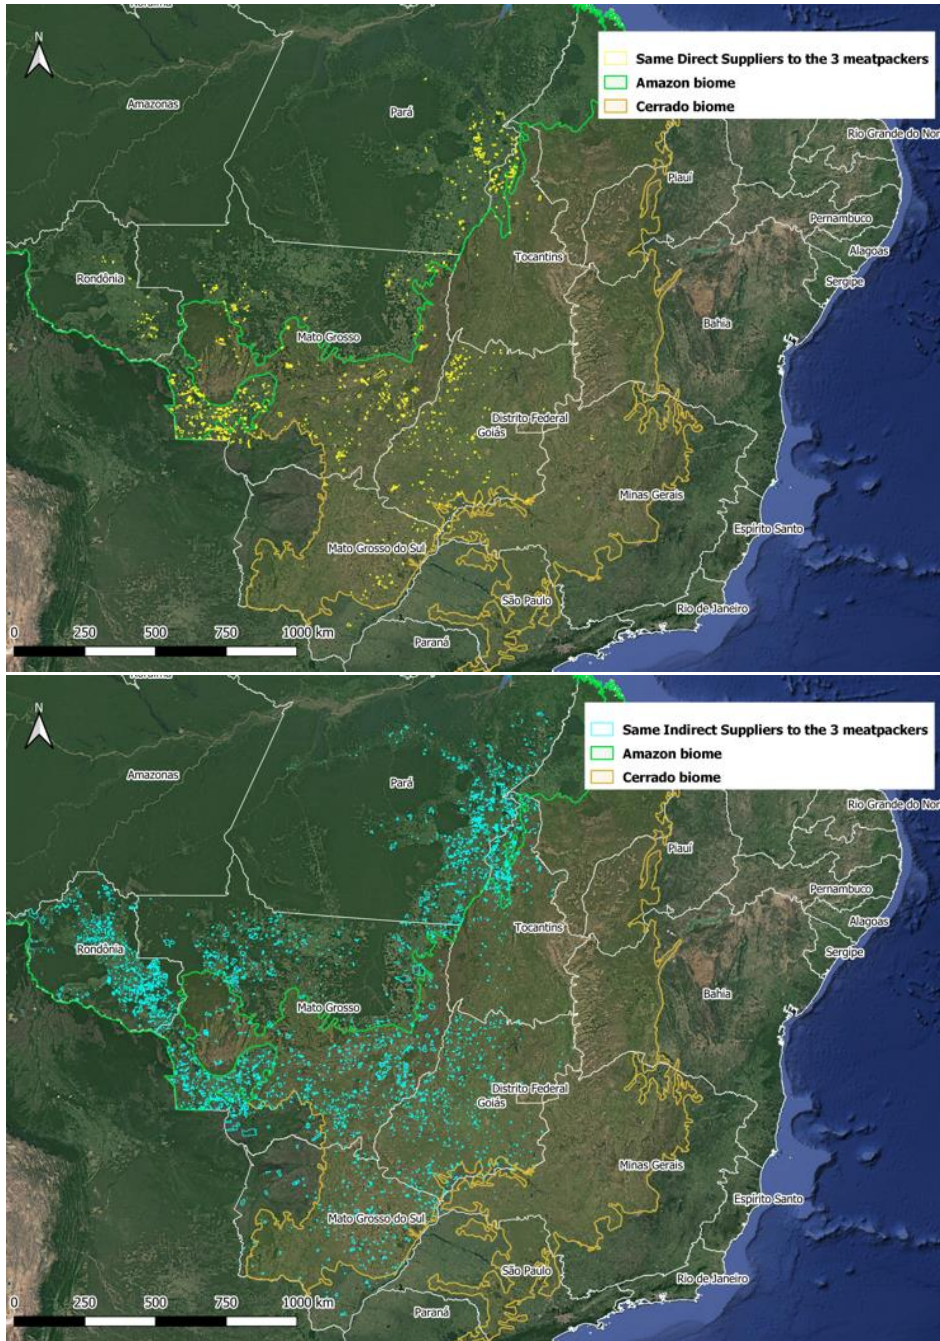 N
Same Direct Suppliers to the 3 meatpackers
Amazon biome
Cerrado biome
Amazonas
Pará
Rio Grande do Nor
Piauí
Pernambuco
Alagoas
Sergipe
Tocantins
Rondônia
Bahia
Mato Grosso
Distrito Federal
Goiás
Minas Gerais
Espírito Santo
Mato Grosso do Sul
São Paulo
Rio de Janeiro
Paraná
0 250 500 750 1000 km
N
Same Indirect Suppliers to the 3 meatpackers
Amazon biome
Cerrado biome
Amazonas
Pará
Rio Grande do Nor
Piauí
Pernambuco
Alagoas
Sergipe
Tocantins
Rondônia
Bahia
Mato Grosso
Distrito Federal
Goiás
Minas Gerais
Espírito Santo
Mato Grosso do Sul
São Paulo
Rio de Janeiro
Paraná
0 250 500 750 1000 km